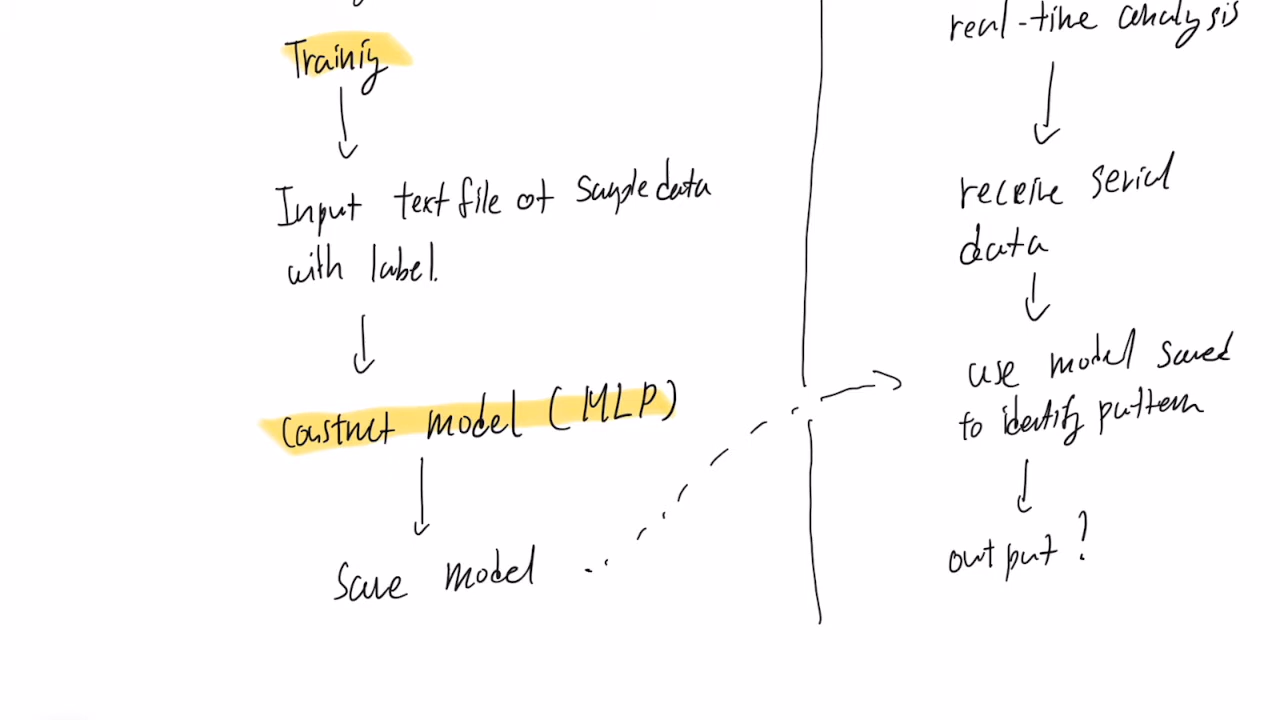 Training
Input text file of sample data
with label.
Construct model (MLP)
Save model
real-time analysis
receive serial
data
use model saved
to identify pattern
output?